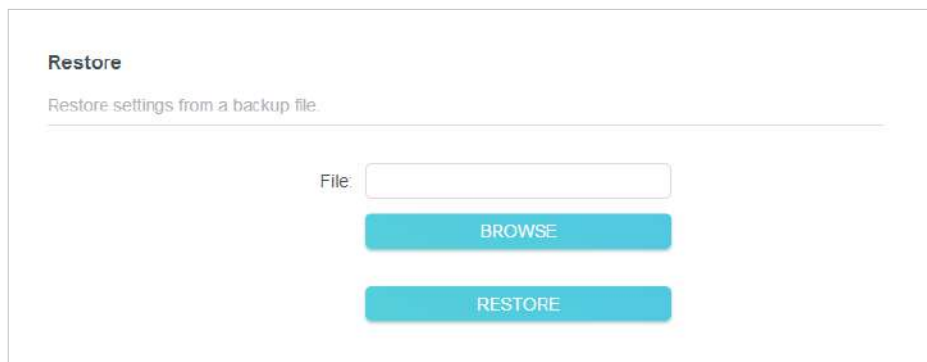 Restore
Restore settings from a backup file.
File:
BROWSE
RESTORE